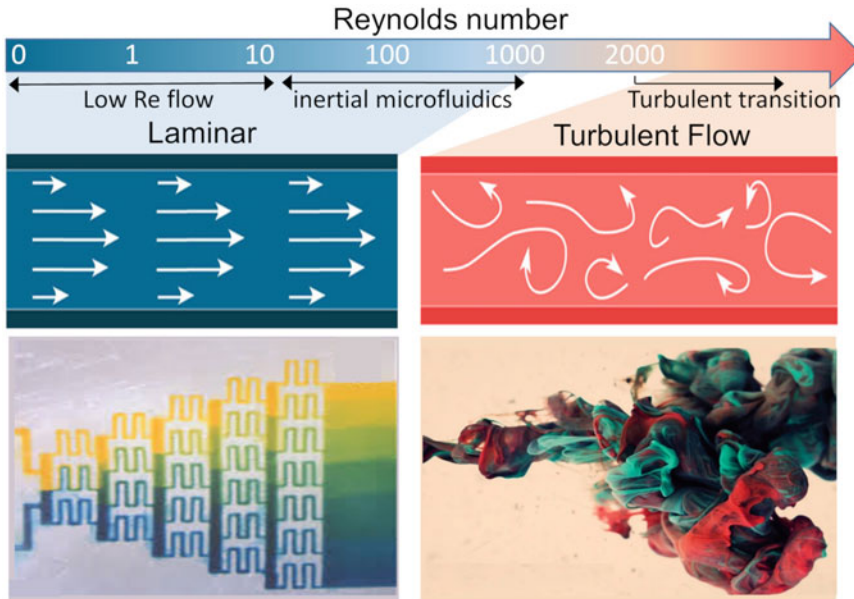 Reynolds number
0 1 10 100 1000 2000
Low Re flow inertial microfluidics Turbulent transition
Laminar Turbulent Flow